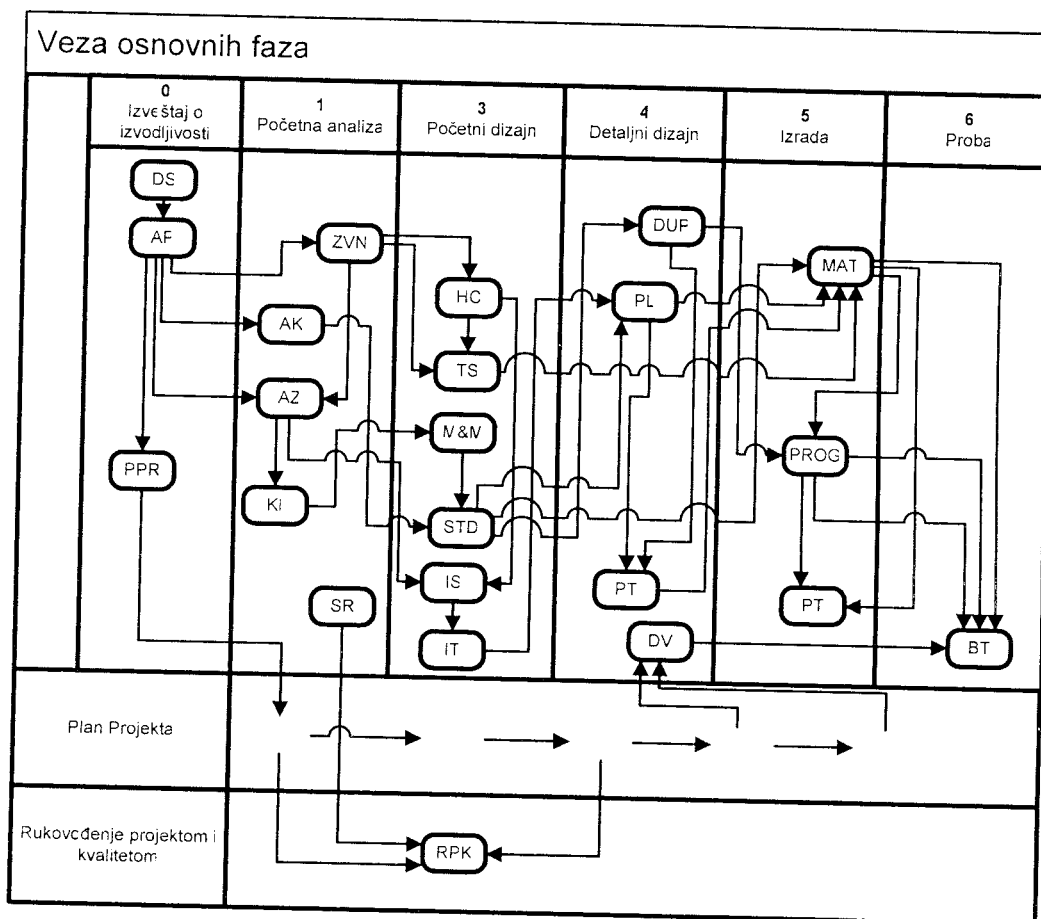 Veza osnovnih faza
0
Izveštaj o
izvodljivosti
1
Početna analiza
3
Početni dizajn
4
Detaljni dizajn
5
Izrada
6
Proba
DS
AF
ZVN
AK
AZ
PPR
KI
SR
HC
TS
M&M
STD
IS
IT
DUF
PL
PT
DV
MAT
PROG
PT
BT
Plan Projekta
Rukovođenje projektom i
kvalitetom
RPK